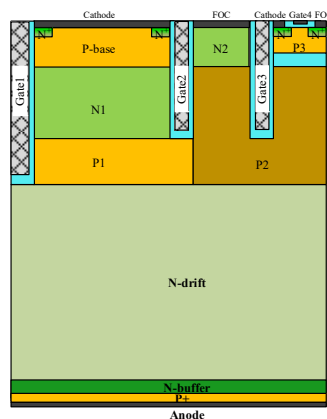 Cathode FOC Cathode Gate4 FO
N+ N+ N+ N+
P-base N2 P3
Gate1 Gate2 Gate3
N1
P1 P2
N-drift
N-buffer
P+
Anode